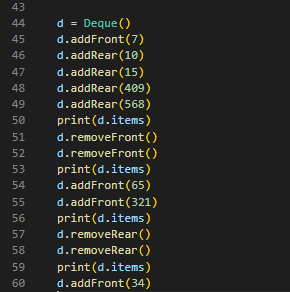 43
44 d = Deque()
45 d.addFront(7)
46 d.addRear(10)
47 d.addRear(15)
48 d.addRear(409)
49 d.addRear(568)
50 print(d.items)
51 d.removeFront()
52 d.removeFront()
53 print(d.items)
54 d.addFront(65)
55 d.addFront(321)
56 print(d.items)
57 d.removeRear()
58 d.removeRear()
59 print(d.items)
60 d.addFront(34)